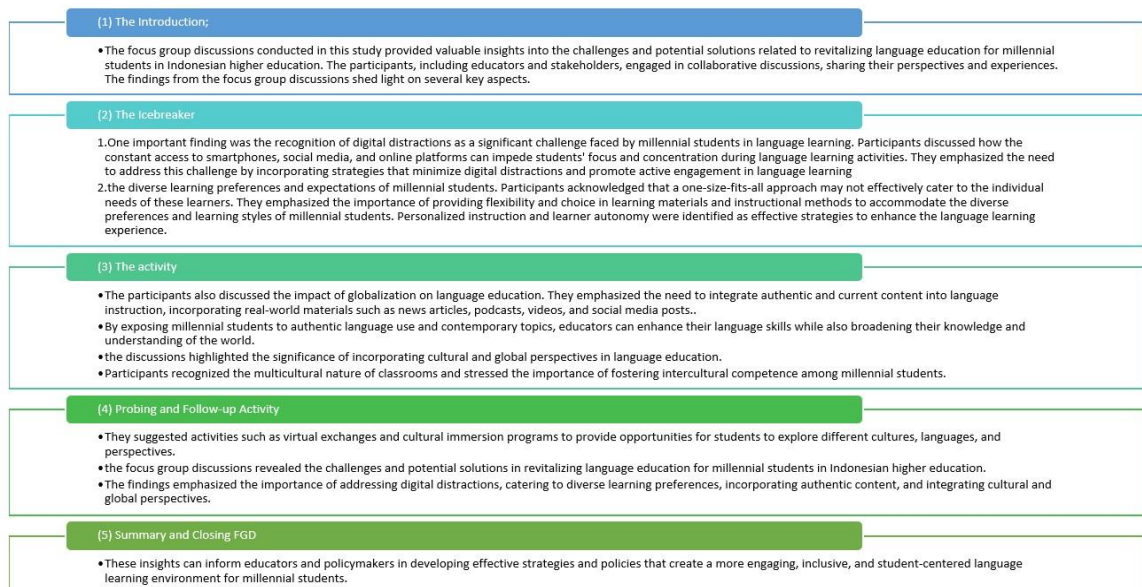 (1) The Introduction;
•The focus group discussions conducted in this study provided valuable insights into the challenges and potential solutions related to revitalizing language education for millennial
students in Indonesian higher education. The participants, including educators and stakeholders, engaged in collaborative discussions, sharing their perspectives and experiences.
The findings from the focus group discussions shed light on several key aspects.
(2) The Icebreaker
1.One important finding was the recognition of digital distractions as a significant challenge faced by millennial students in language learning. Participants discussed how the
constant access to smartphones, social media, and online platforms can impede students' focus and concentration during language learning activities. They emphasized the need
to address this challenge by incorporating strategies that minimize digital distractions and promote active engagement in language learning
2.the diverse learning preferences and expectations of millennial students. Participants acknowledged that a one-size-fits-all approach may not effectively cater to the individual
needs of these learners. They emphasized the importance of providing flexibility and choice in learning materials and instructional methods to accommodate the diverse
preferences and learning styles of millennial students. Personalized instruction and learner autonomy were identified as effective strategies to enhance the language learning
experience.
(3) The activity
•The participants also discussed the impact of globalization on language education. They emphasized the need to integrate authentic and current content into language
instruction, incorporating real-world materials such as news articles, podcasts, videos, and social media posts..
•By exposing millennial students to authentic language use and contemporary topics, educators can enhance their language skills while also broadening their knowledge and
understanding of the world.
•the discussions highlighted the significance of incorporating cultural and global perspectives in language education.
•Participants recognized the multicultural nature of classrooms and stressed the importance of fostering intercultural competence among millennial students.
(4) Probing and Follow-up Activity
•They suggested activities such as virtual exchanges and cultural immersion programs to provide opportunities for students to explore different cultures, languages, and
perspectives.
•the focus group discussions revealed the challenges and potential solutions in revitalizing language education for millennial students in Indonesian higher education.
•The findings emphasized the importance of addressing digital distractions, catering to diverse learning preferences, incorporating authentic content, and integrating cultural and
global perspectives.
(5) Summary and Closing FGD
•These insights can inform educators and policymakers in developing effective strategies and policies that create a more engaging, inclusive, and student-centered language
learning environment for millennial students.